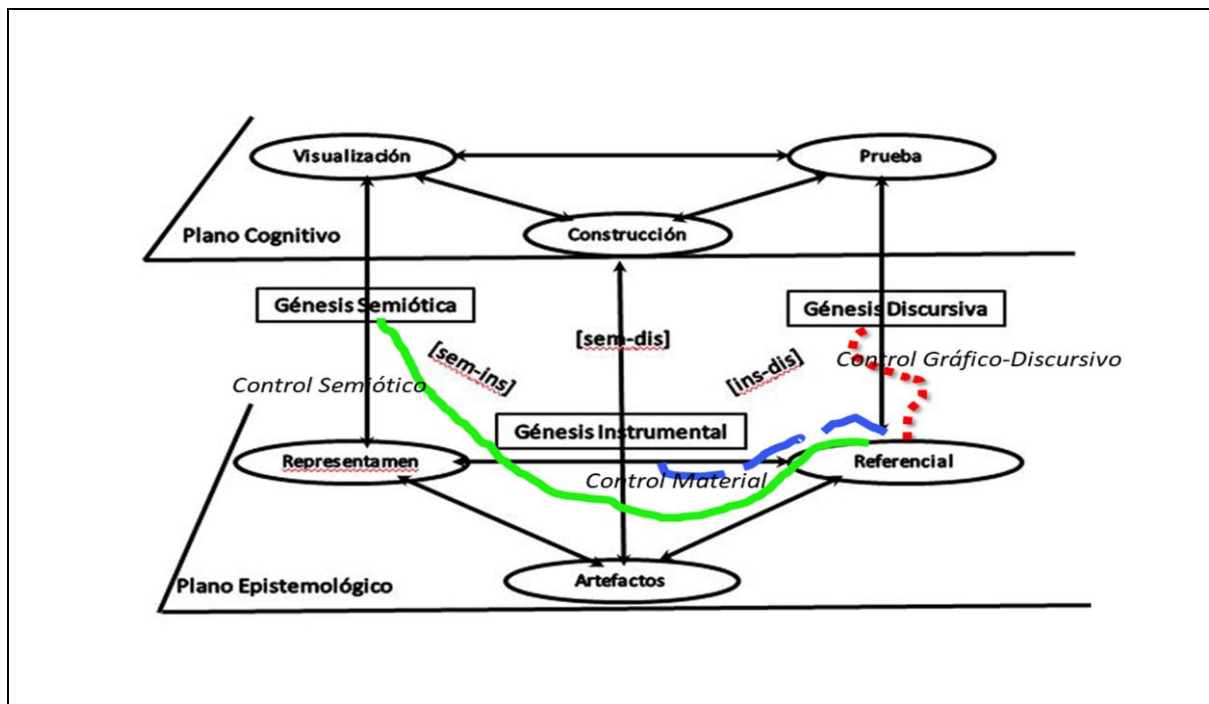 Visualización
Prueba
Construcción
Plano Cognitivo
Génesis Semiótica
Génesis Discursiva
[sem-dis]
[sem-ins]
[ins-dis]
Control Gráfico-Discursivo
Control Semiótico
Génesis Instrumental
Representamen
Referencial
Control Material
Artefactos
Plano Epistemológico